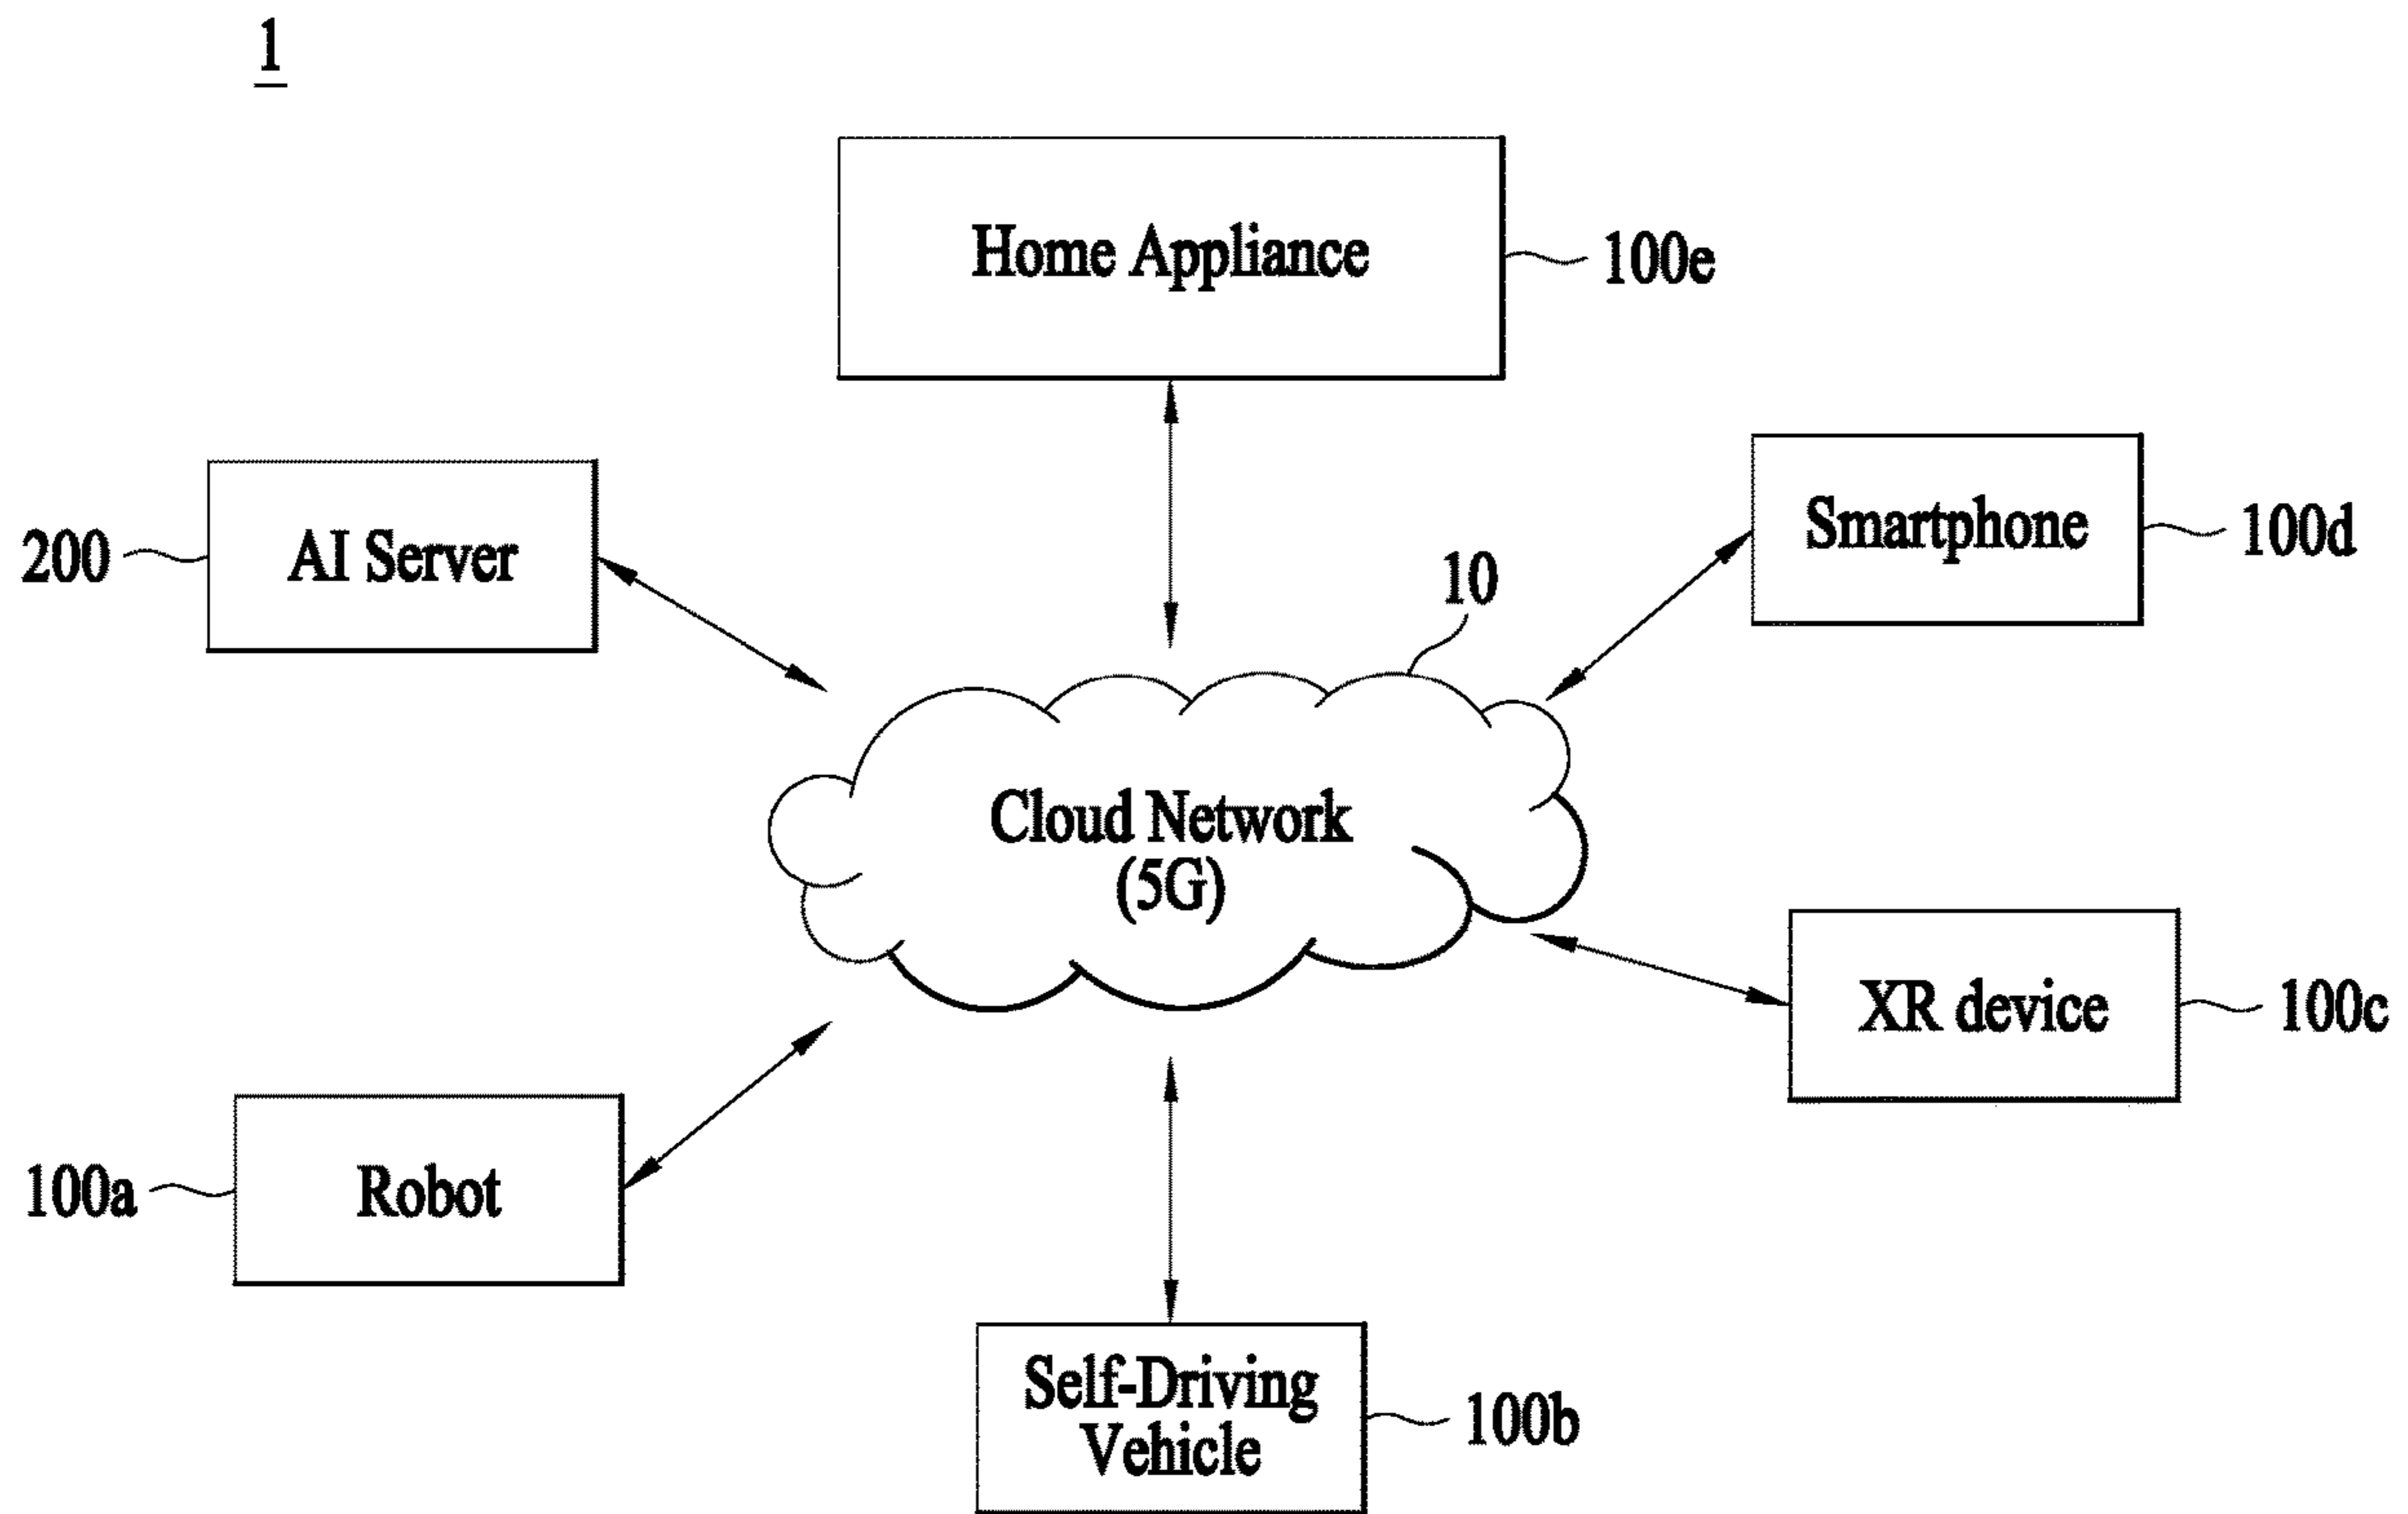 1
Home Appliance
100e
200
AI Server
Smartphone
100d
10
Cloud Network
(5G)
XR device
100c
100a
Robot
Self-Driving
Vehicle
100b